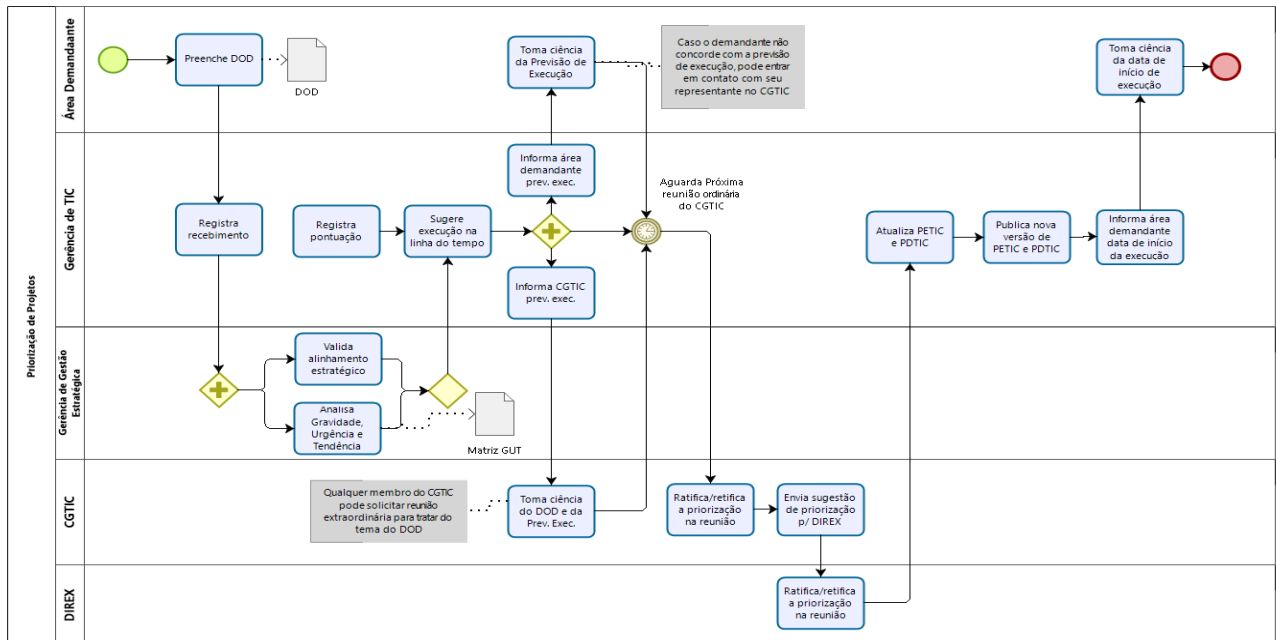 Priorização de Projetos
Área Demandaante
Preenche DOD
DOD
Toma ciência
da Previsão de
Execução
Caso o demandante não
concorde com a previsão
de execução, pode entrar
em contato com seu
representante no CGTIC
Toma ciência
da data de
início de
execução
Gerência de TIC
Registra
recebimento
Registra
pontuação
Sugere
execução na
linha do tempo
Informa área
demandante
prev. exec.
Informa CGTIC
prev. exec.
Aguarda Próxima
reunião ordinária
do CGTIC
Atualiza PETIC
e PDTIC
Publica nova
versão de
PETIC e PDTIC
Informa área
demandante
data de início
da execução
Gerência de Gestão
Estratégica
Valida
alinhamento
estratégico
Analisa
Gravidade,
Urgência e
Tendência
Matriz GUT
CGTIC
Qualquer membro do CGTIC
pode solicitar reunião
extraordinária para tratar do
tema do DOD
Toma ciência
do DOD e da
Prev. Exec.
Ratifica/retifica
a priorização
na reunião
Envia sugestão
de priorização
p/ DIREX
DIREX
Ratifica/retifica
a priorização
na reunião